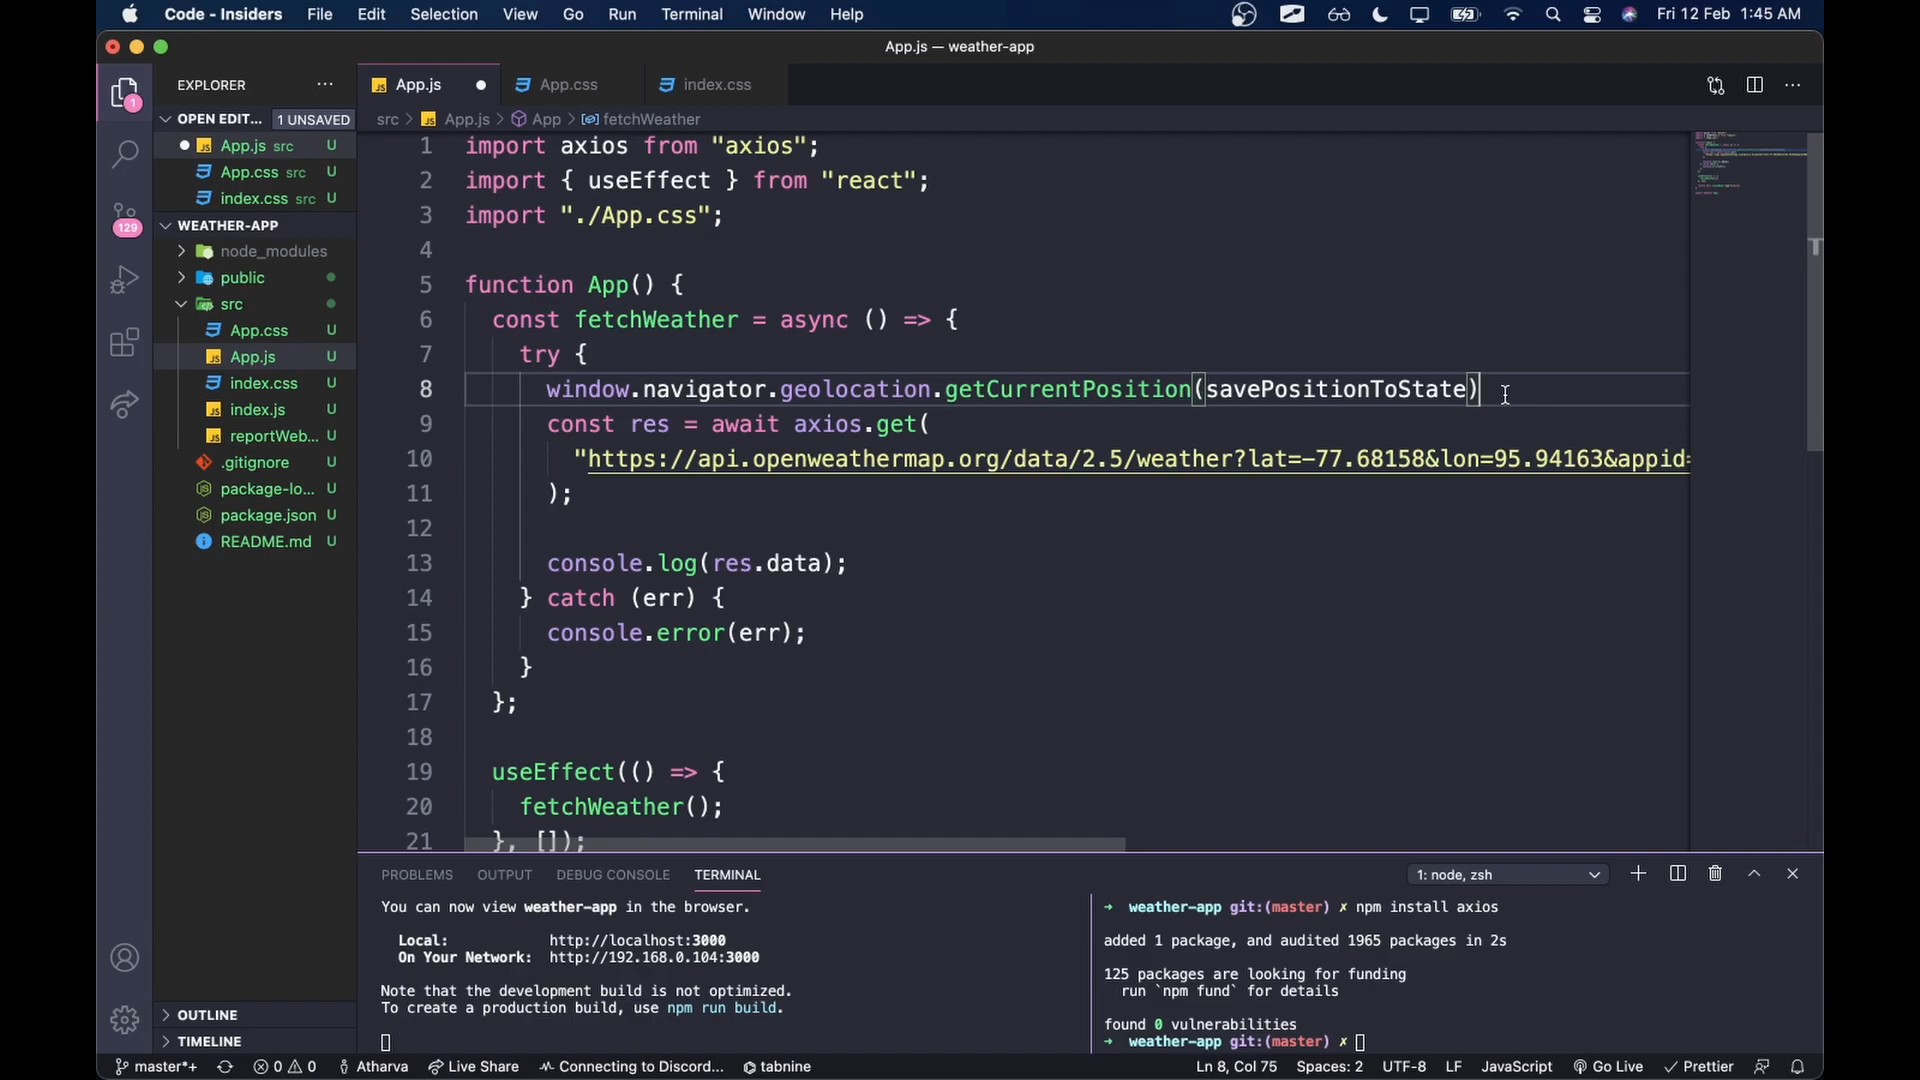 Code - Insiders File Edit Selection View Go Run Terminal Window Help Fri 12 Feb 1:45 AM
App.js — weather-app
EXPLORER
App.js App.css index.css
OPEN EDIT... 1 UNSAVED
src > App.js > App > fetchWeather
App.js src U
App.css src U
index.css src U
WEATHER-APP
node_modules
public
src
App.css U
App.js U
index.css U
index.js U
reportWeb... U
.gitignore U
package-lo... U
package.json U
README.md U
OUTLINE
TIMELINE
1
129
1 import axios from "axios";
2 import { useEffect } from "react";
3 import "./App.css";
4
5 function App() {
6 const fetchWeather = async () => {
7 try {
8 window.navigator.geolocation.getCurrentPosition(savePositionToState)
9 const res = await axios.get(
10 "https://api.openweathermap.org/data/2.5/weather?lat=-77.68158&lon=95.94163&appid=
11 );
12
13 console.log(res.data);
14 } catch (err) {
15 console.error(err);
16 }
17 };
18
19 useEffect(() => {
20 fetchWeather();
21 }, []);
PROBLEMS OUTPUT DEBUG CONSOLE TERMINAL 1: node, zsh
You can now view weather-app in the browser.
Local: http://localhost:3000
On Your Network: http://192.168.0.104:3000
Note that the development build is not optimized.
To create a production build, use npm run build.
➜ weather-app git:(master) ✗ npm install axios
added 1 package, and audited 1965 packages in 2s
125 packages are looking for funding
run `npm fund` for details
found 0 vulnerabilities
➜ weather-app git:(master) ✗
master*+ 0 0 Atharva Live Share Connecting to Discord... tabnine Ln 8, Col 75 Spaces: 2 UTF-8 LF JavaScript Go Live Prettier